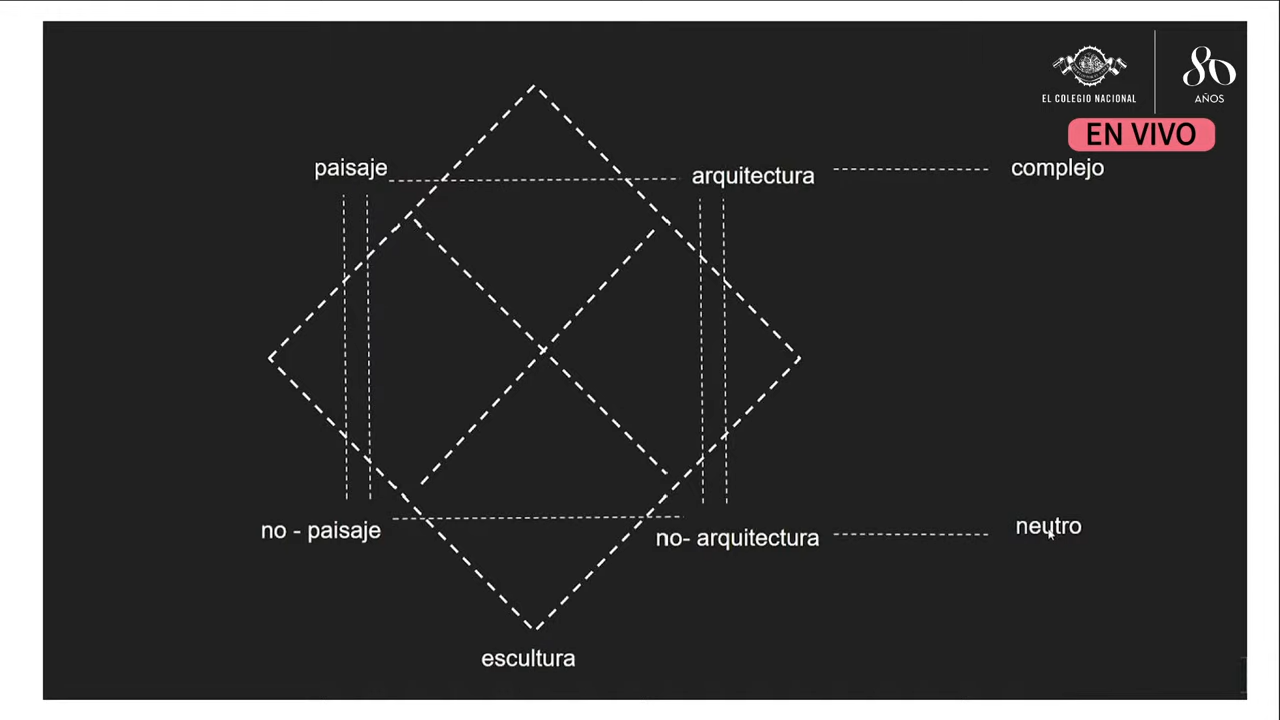 EL COLEGIO NACIONAL
80
AÑOS
EN VIVO
paisaje
arquitectura
complejo
no - paisaje
no- arquitectura
neutro
escultura